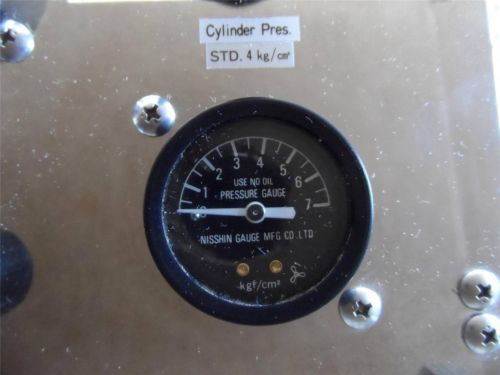 Cylinder Pres.
STD. 4 kg/cm²
0 1 2 3 4 5 6 7
USE NO OIL
PRESSURE GAUGE
NISSHIN GAUGE MFG CO. LTD
kgf/cm²